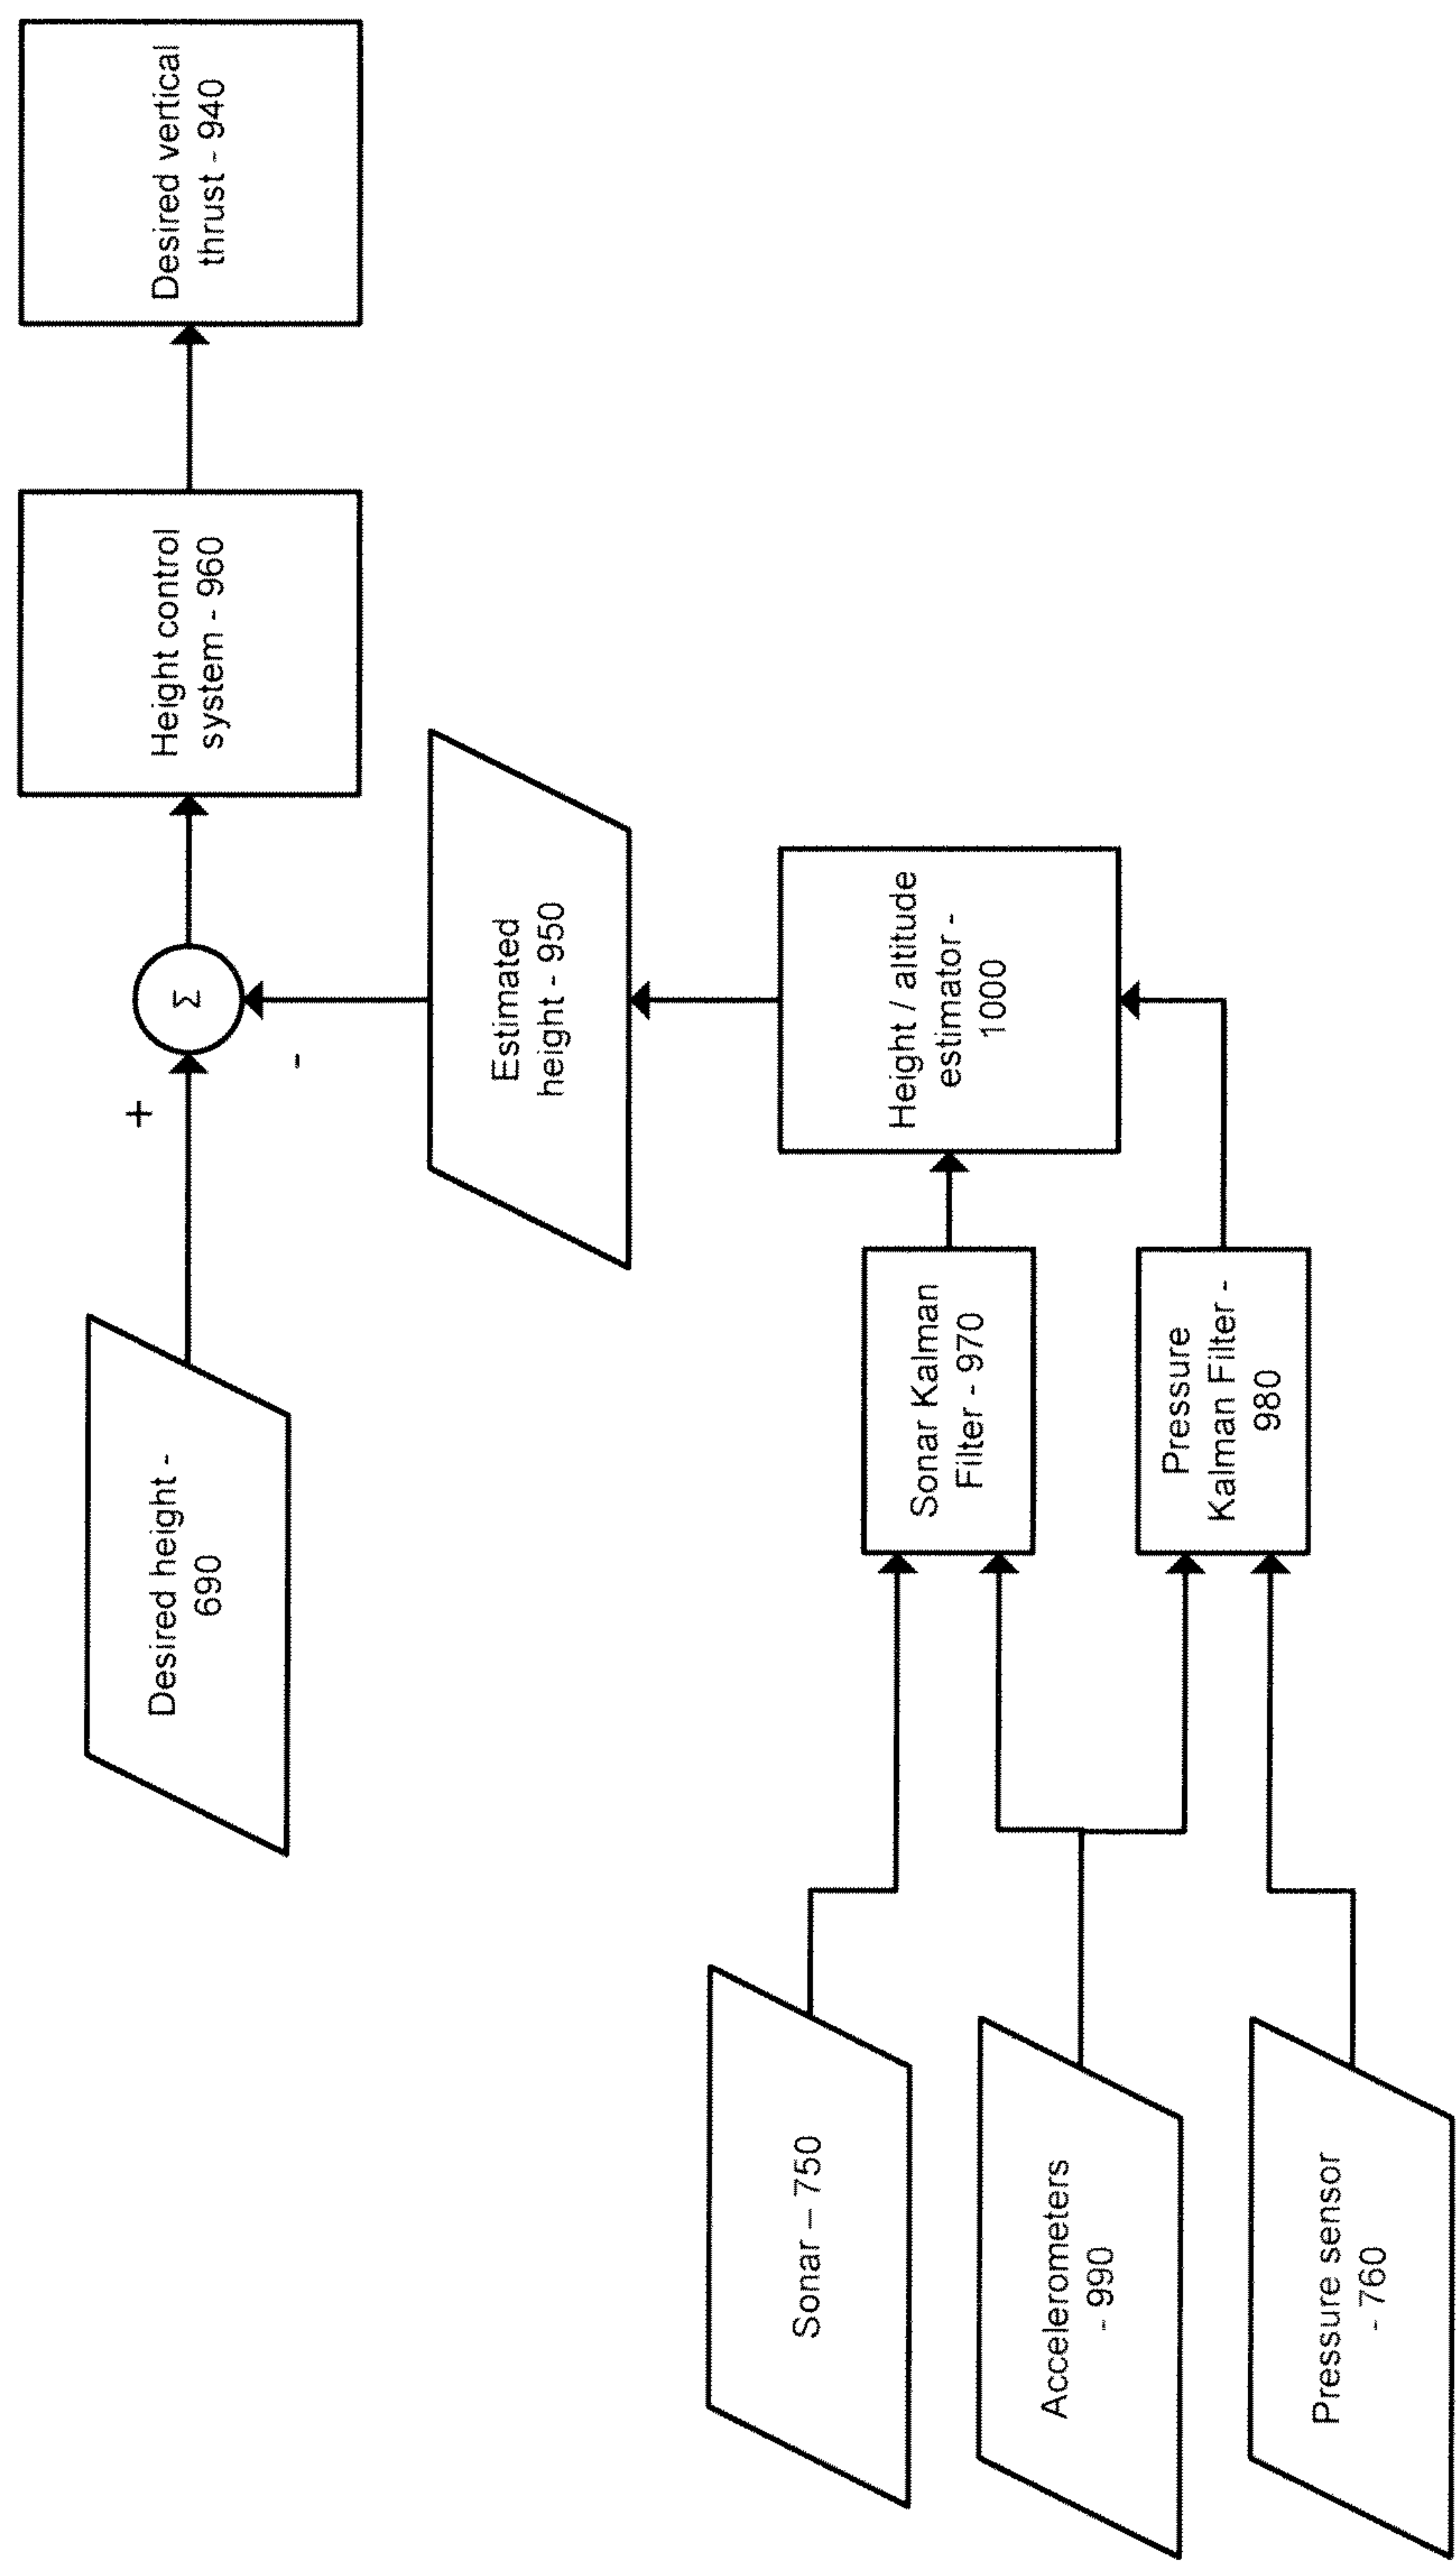 Desired height -
690
+
-
Σ
Height control
system - 960
Desired vertical
thrust - 940
Estimated
height - 950
Sonar – 750
Sonar Kalman
Filter - 970
Height / altitude
estimator -
1000
Accelerometers
- 990
Pressure
Kalman Filter -
980
Pressure sensor
- 760